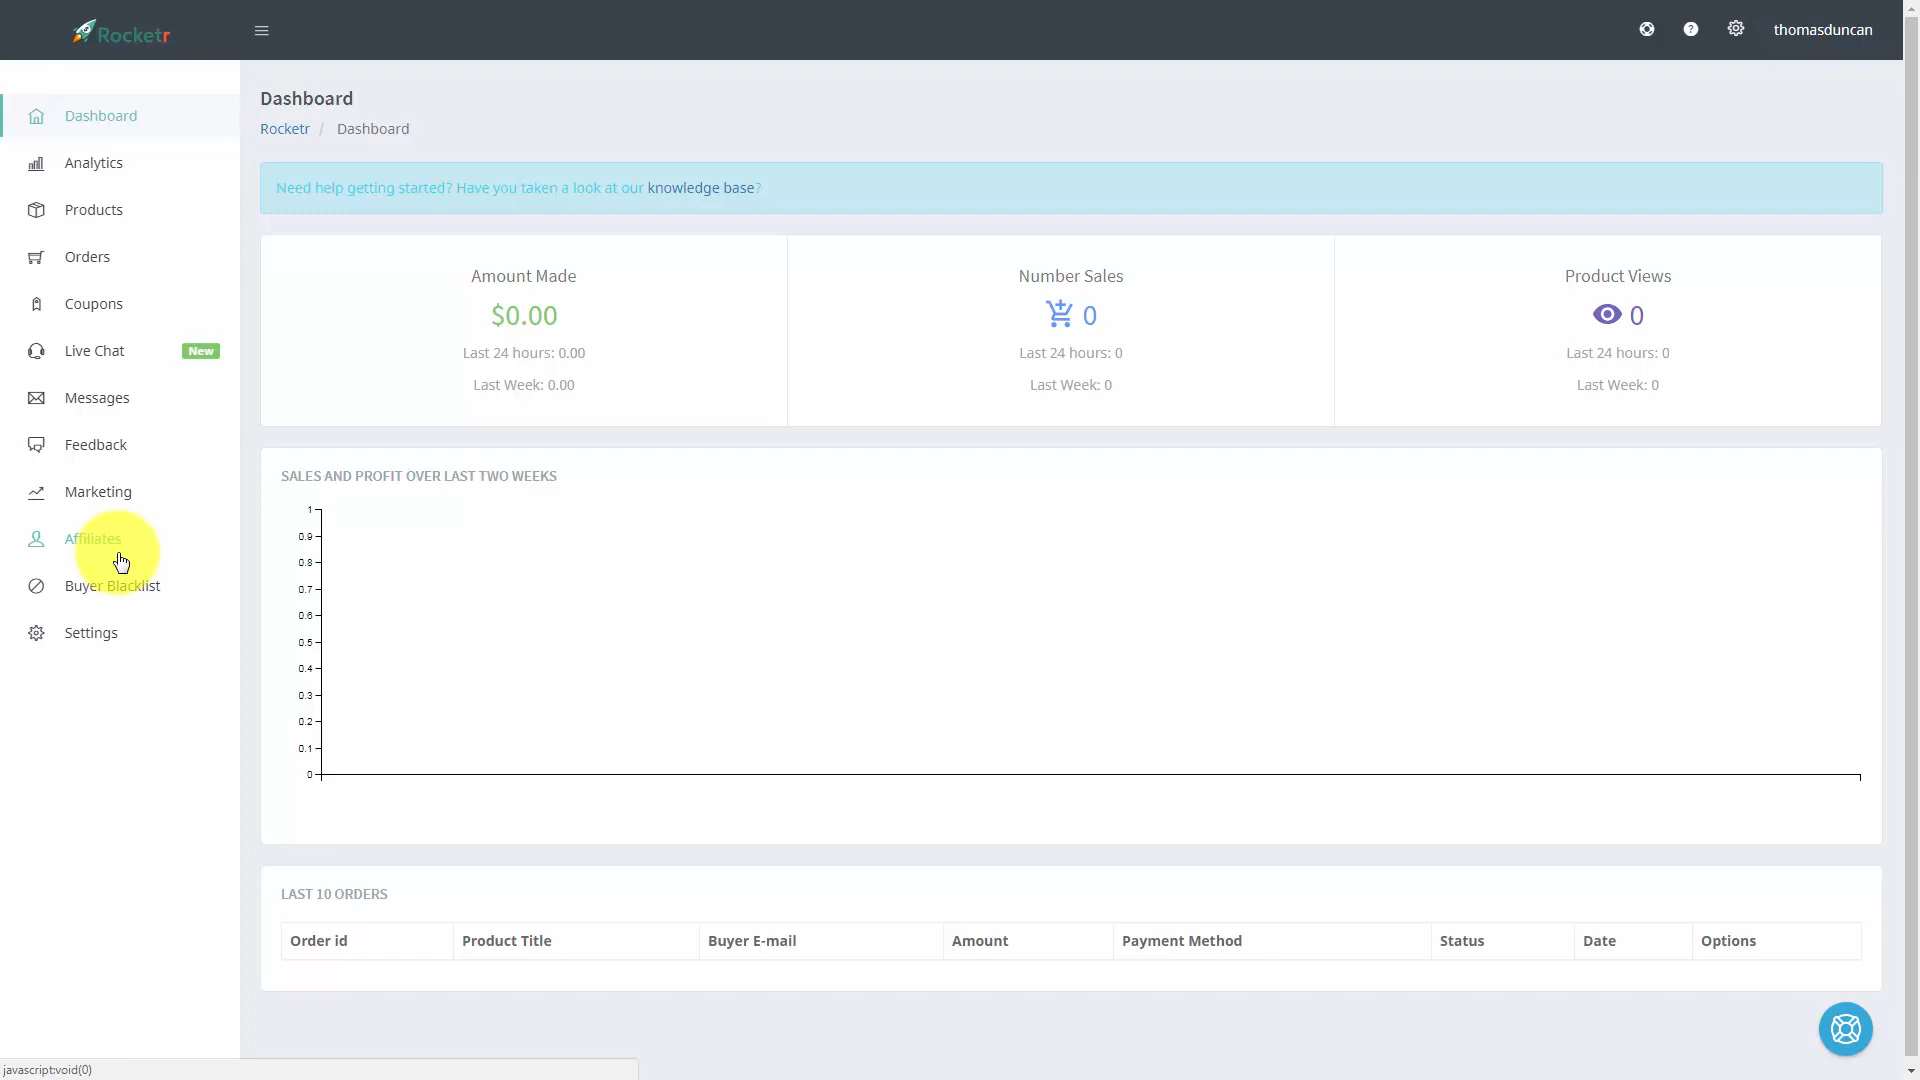 Rocketr
thomasduncan
Dashboard
Analytics
Products
Orders
Coupons
Live Chat New
Messages
Feedback
Marketing
Affiliates
Buyer Blacklist
Settings
Dashboard
Rocketr / Dashboard
Need help getting started? Have you taken a look at our knowledge base?
Amount Made
$0.00
Last 24 hours: 0.00
Last Week: 0.00
Number Sales
0
Last 24 hours: 0
Last Week: 0
Product Views
0
Last 24 hours: 0
Last Week: 0
SALES AND PROFIT OVER LAST TWO WEEKS
1
0.9
0.8
0.7
0.6
0.5
0.4
0.3
0.2
0.1
0
LAST 10 ORDERS
Order id Product Title Buyer E-mail Amount Payment Method Status Date Options
javascript:void(0)